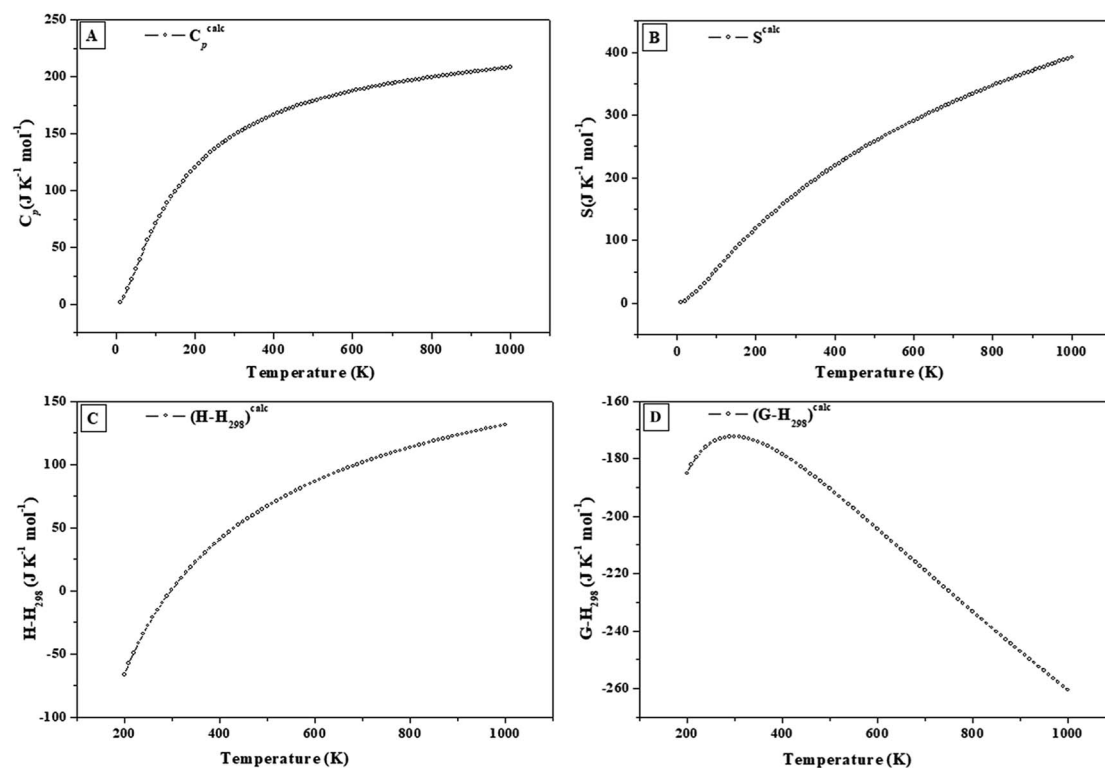 A
C_p^calc
250
200
150
100
50
0
C_p (J K^-1 mol^-1)
0 200 400 600 800 1000
Temperature (K)
B
S^calc
400
300
200
100
0
S(J K^-1 mol^-1)
0 200 400 600 800 1000
Temperature (K)
C
(H-H_298)^calc
150
100
50
0
-50
-100
H-H_298 (J K^-1 mol^-1)
200 400 600 800 1000
Temperature (K)
D
(G-H_298)^calc
-160
-180
-200
-220
-240
-260
G-H_298 (J K^-1 mol^-1)
200 400 600 800 1000
Temperature (K)